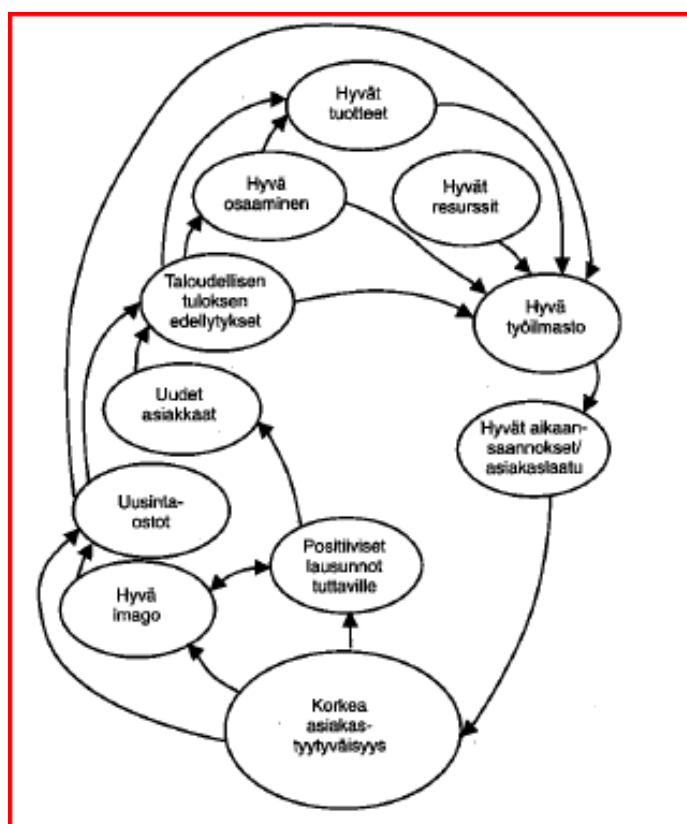 Hyvät
tuotteet
Hyvä
osaaminen
Hyvät
resurssit
Taloudellisen
tuloksen
edellytykset
Hyvä
työilmasto
Uudet
asiakkaat
Hyvät aikaan-
saannokset/
asiakaslaatu
Uusinta-
ostot
Positiiviset
lausunnot
tuttaville
Hyvä
imago
Korkea
asiakas-
tyytyväisyys